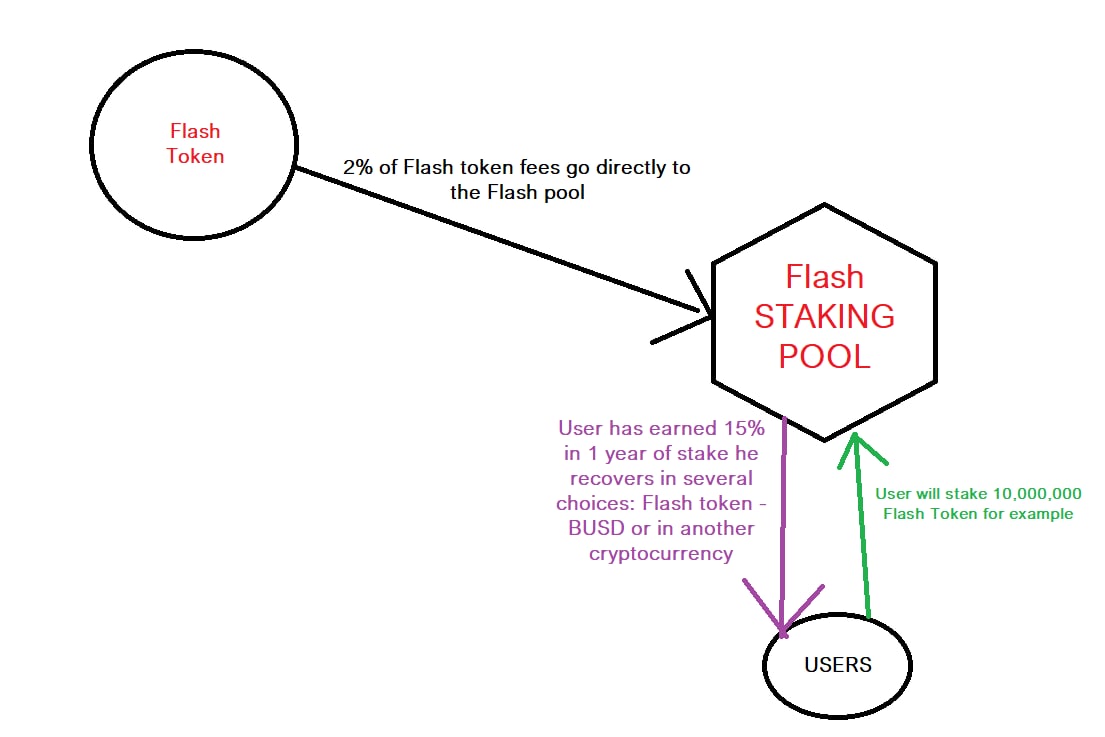 Flash
Token
2% of Flash token fees go directly to
the Flash pool
Flash
STAKING
POOL
User has earned 15%
in 1 year of stake he
recovers in several
choices: Flash token -
BUSD or in another
cryptocurrency
User will stake 10,000,000
Flash Token for example
USERS